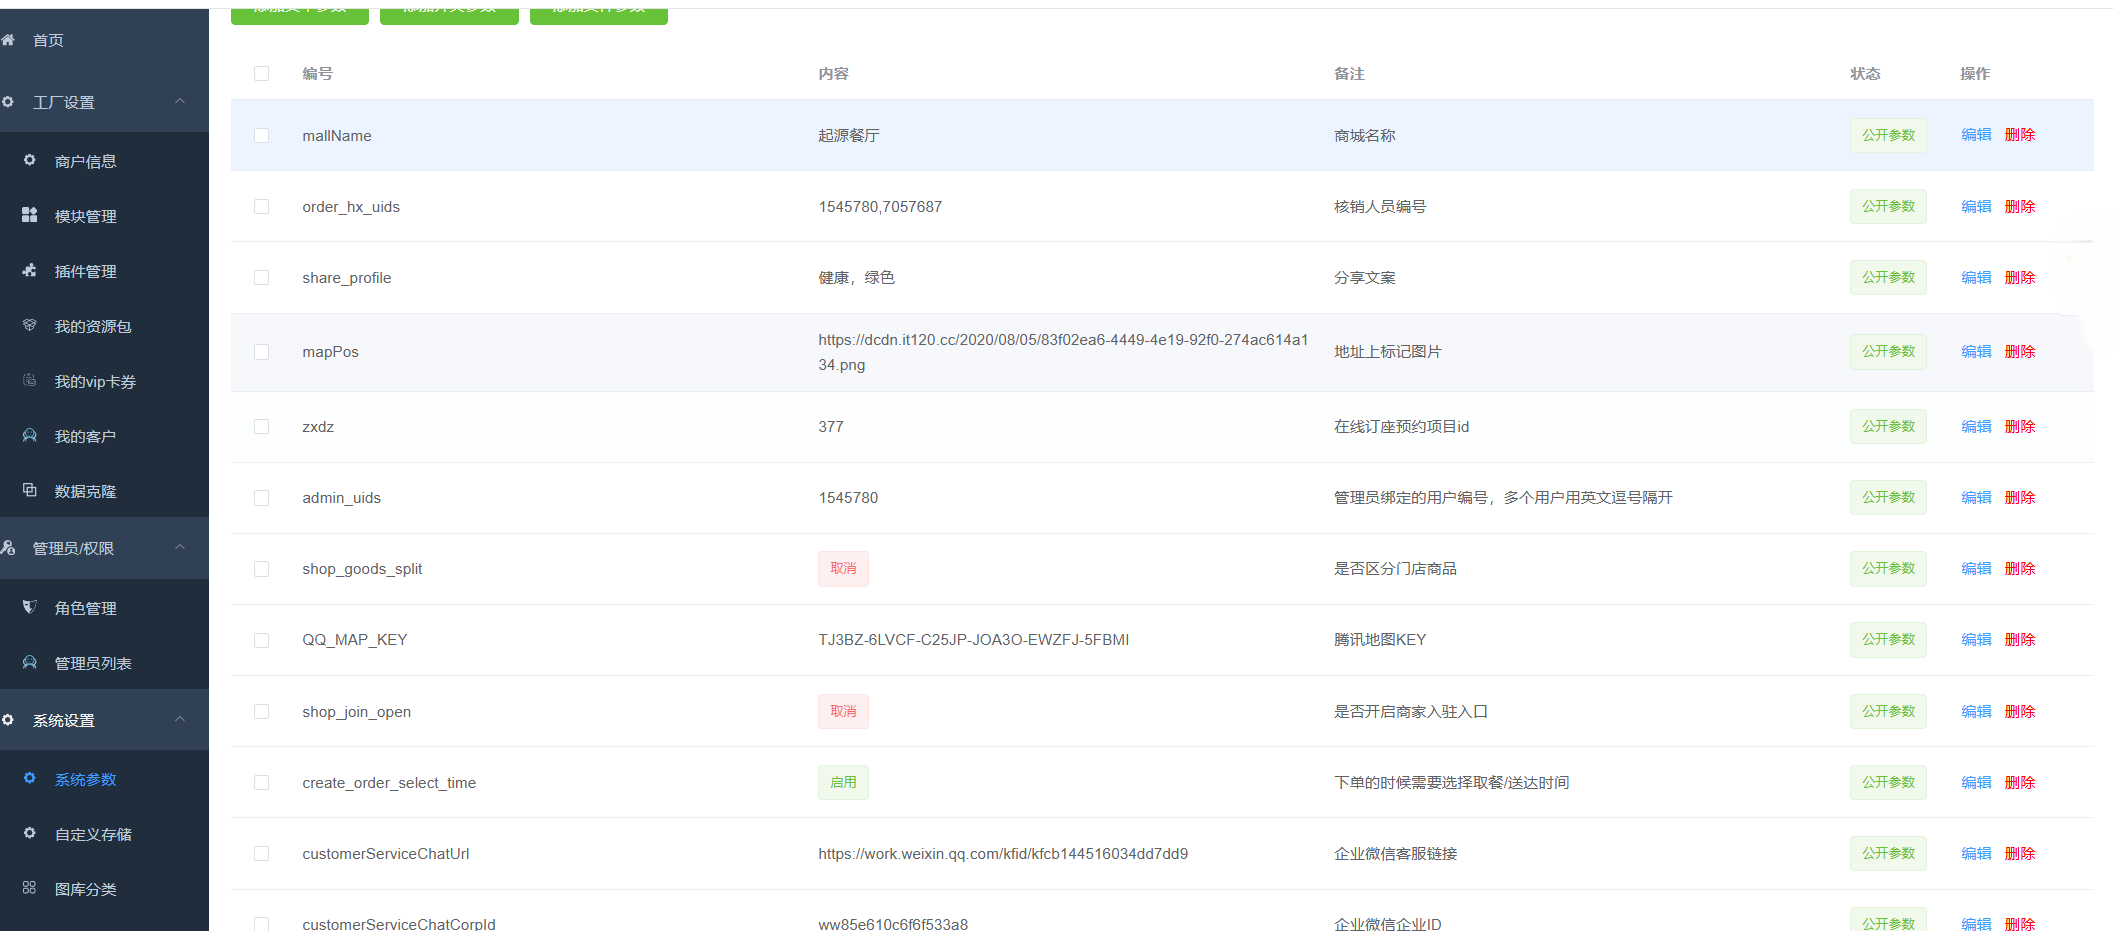 首页
工厂设置
商户信息
模块管理
插件管理
我的资源包
我的vip卡券
我的客户
数据克隆
管理员/权限
角色管理
管理员列表
系统设置
系统参数
自定义存储
图库分类
编号 内容 备注 状态 操作
mallName 起源餐厅 商城名称 公开参数 编辑 删除
order_hx_uids 1545780,7057687 核销人员编号 公开参数 编辑 删除
share_profile 健康，绿色 分享文案 公开参数 编辑 删除
mapPos https://dcdn.it120.cc/2020/08/05/83f02ea6-4449-4e19-92f0-274ac614a1
34.png 地址上标记图片 公开参数 编辑 删除
zxdz 377 在线订座预约项目id 公开参数 编辑 删除
admin_uids 1545780 管理员绑定的用户编号，多个用户用英文逗号隔开 公开参数 编辑 删除
shop_goods_split 取消 是否区分门店商品 公开参数 编辑 删除
QQ_MAP_KEY TJ3BZ-6LVCF-C25JP-JOA3O-EWZFJ-5FBMI 腾讯地图KEY 公开参数 编辑 删除
shop_join_open 取消 是否开启商家入驻入口 公开参数 编辑 删除
create_order_select_time 启用 下单的时候需要选择取餐/送达时间 公开参数 编辑 删除
customerServiceChatUrl https://work.weixin.qq.com/kfid/kfcb144516034dd7dd9 企业微信客服链接 公开参数 编辑 删除
customerServiceChatCorpId ww85e610c6f6f533a8 企业微信企业ID 公开参数 编辑 删除